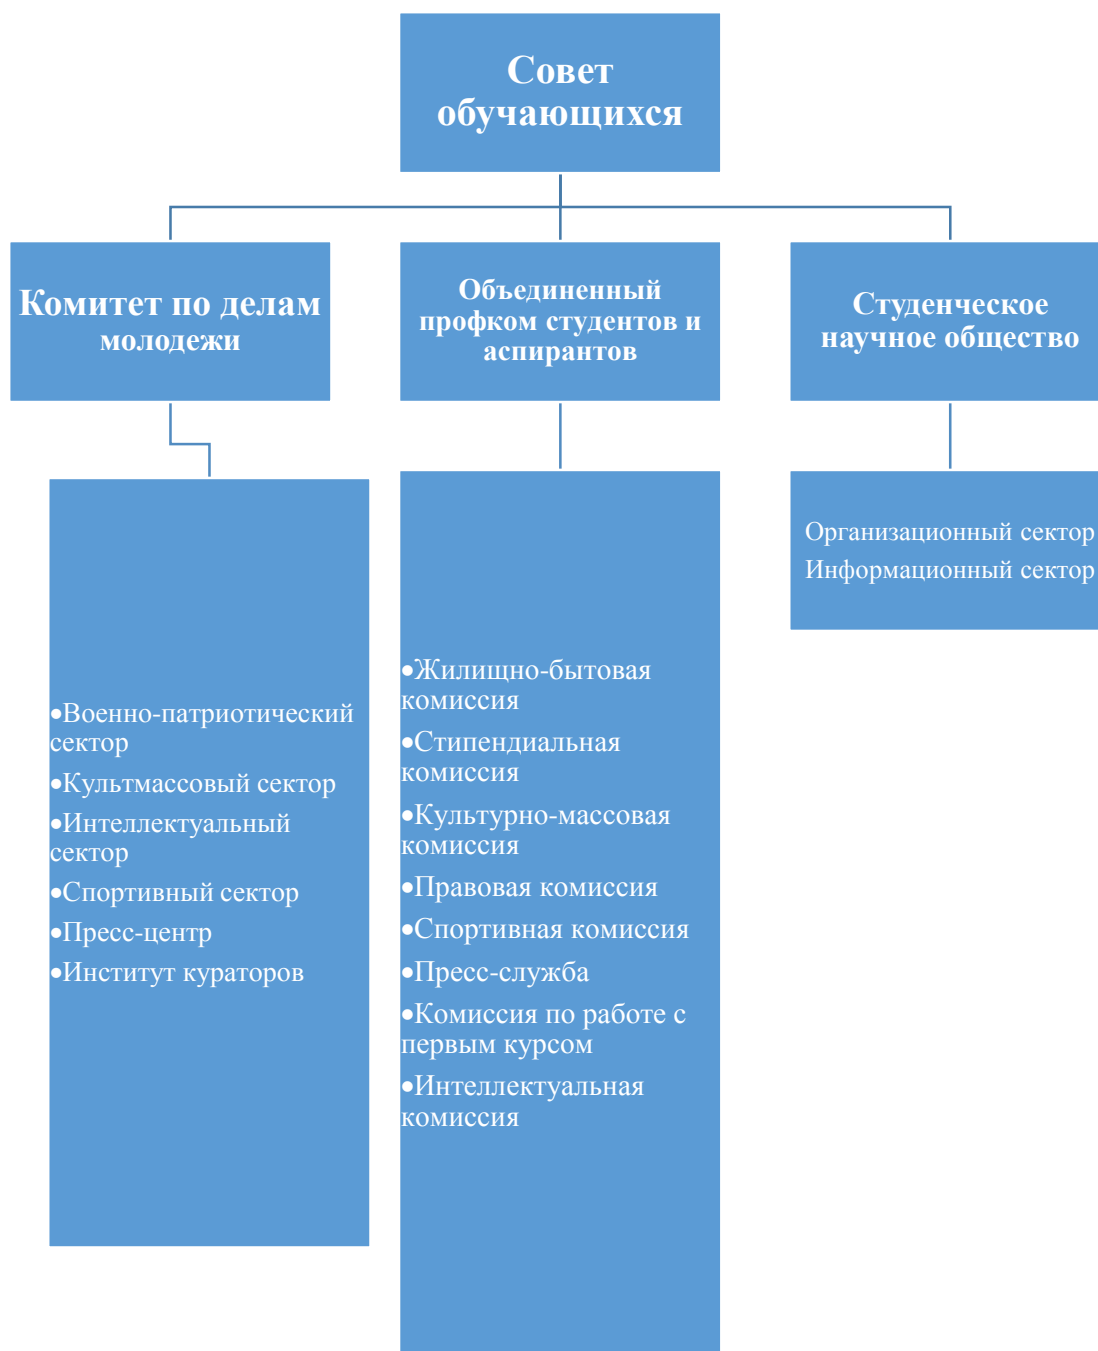 Совет
обучающихся
Комитет по делам
молодежи
Объединенный
профком студентов и
аспирантов
Студенческое
научное общество
•Военно-патриотический
сектор
•Культмассовый сектор
•Интеллектуальный
сектор
•Спортивный сектор
•Пресс-центр
•Институт кураторов
•Жилищно-бытовая
комиссия
•Стипендиальная
комиссия
•Культурно-массовая
комиссия
•Правовая комиссия
•Спортивная комиссия
•Пресс-служба
•Комиссия по работе с
первым курсом
•Интеллектуальная
комиссия
Организационный сектор
Информационный сектор